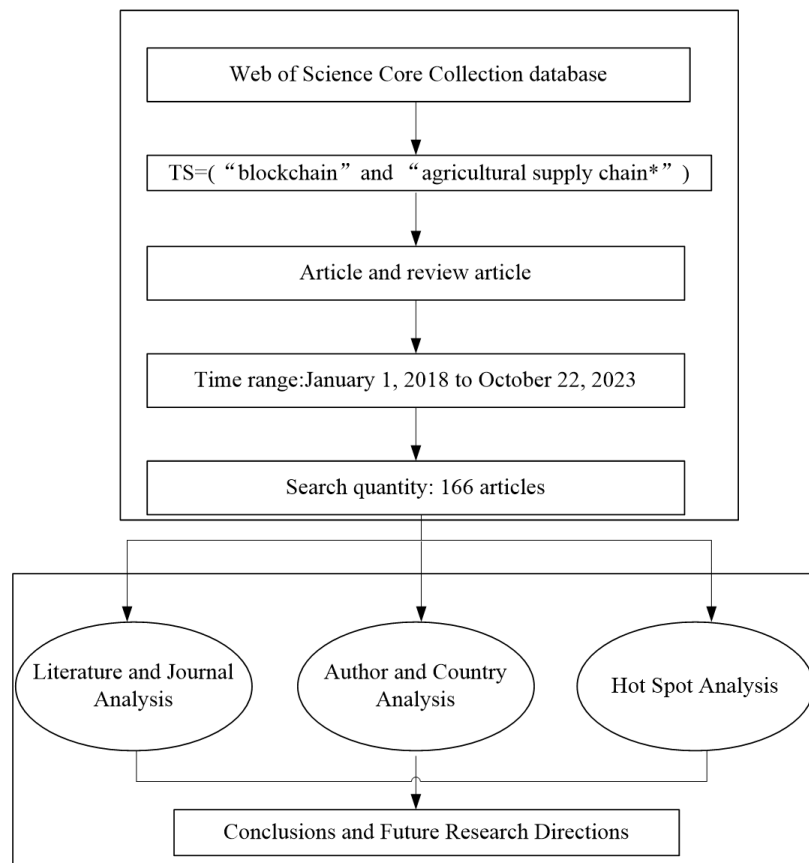 Web of Science Core Collection database
TS=(“blockchain” and “agricultural supply chain*”)
Article and review article
Time range:January 1, 2018 to October 22, 2023
Search quantity: 166 articles
Literature and Journal
Analysis
Author and Country
Analysis
Hot Spot Analysis
Conclusions and Future Research Directions